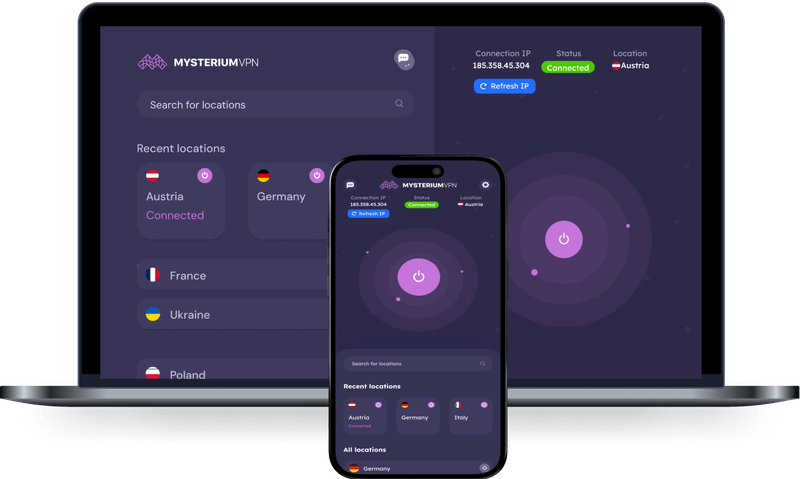 MYSTERIUMVPN
Search for locations
Recent locations
Austria
Connected
Germany
France
Ukraine
Poland
Connection IP
185.358.45.304
Refresh IP
Status
Connected
Location
Austria
MYSTERIUMVPN
Connection IP
185.358.45.304
Refresh IP
Status
Connected
Location
Austria
Search for locations
Recent locations
Austria
Connected
Germany
Italy
All locations
Germany